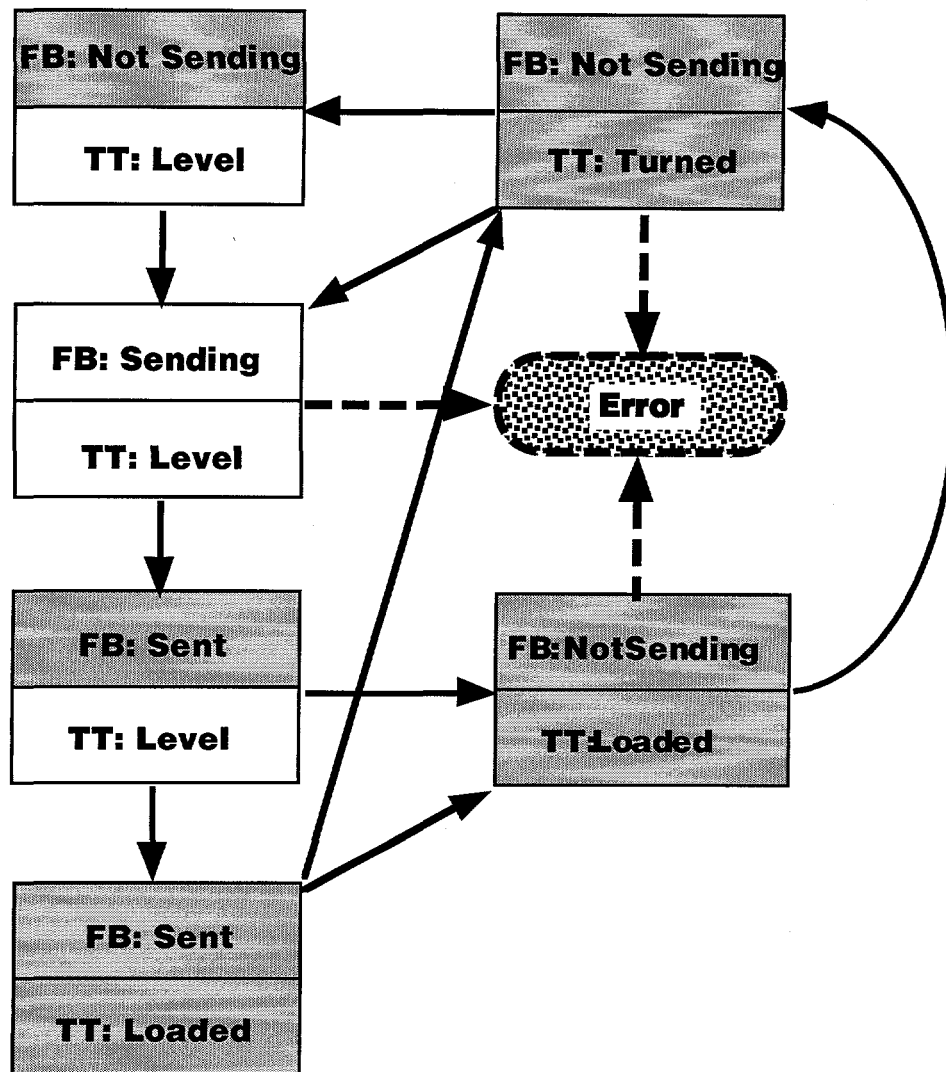 FB: Not Sending
TT: Level
FB: Not Sending
TT: Turned
FB: Sending
TT: Level
Error
FB: Sent
TT: Level
FB:NotSending
TT:Loaded
FB: Sent
TT: Loaded